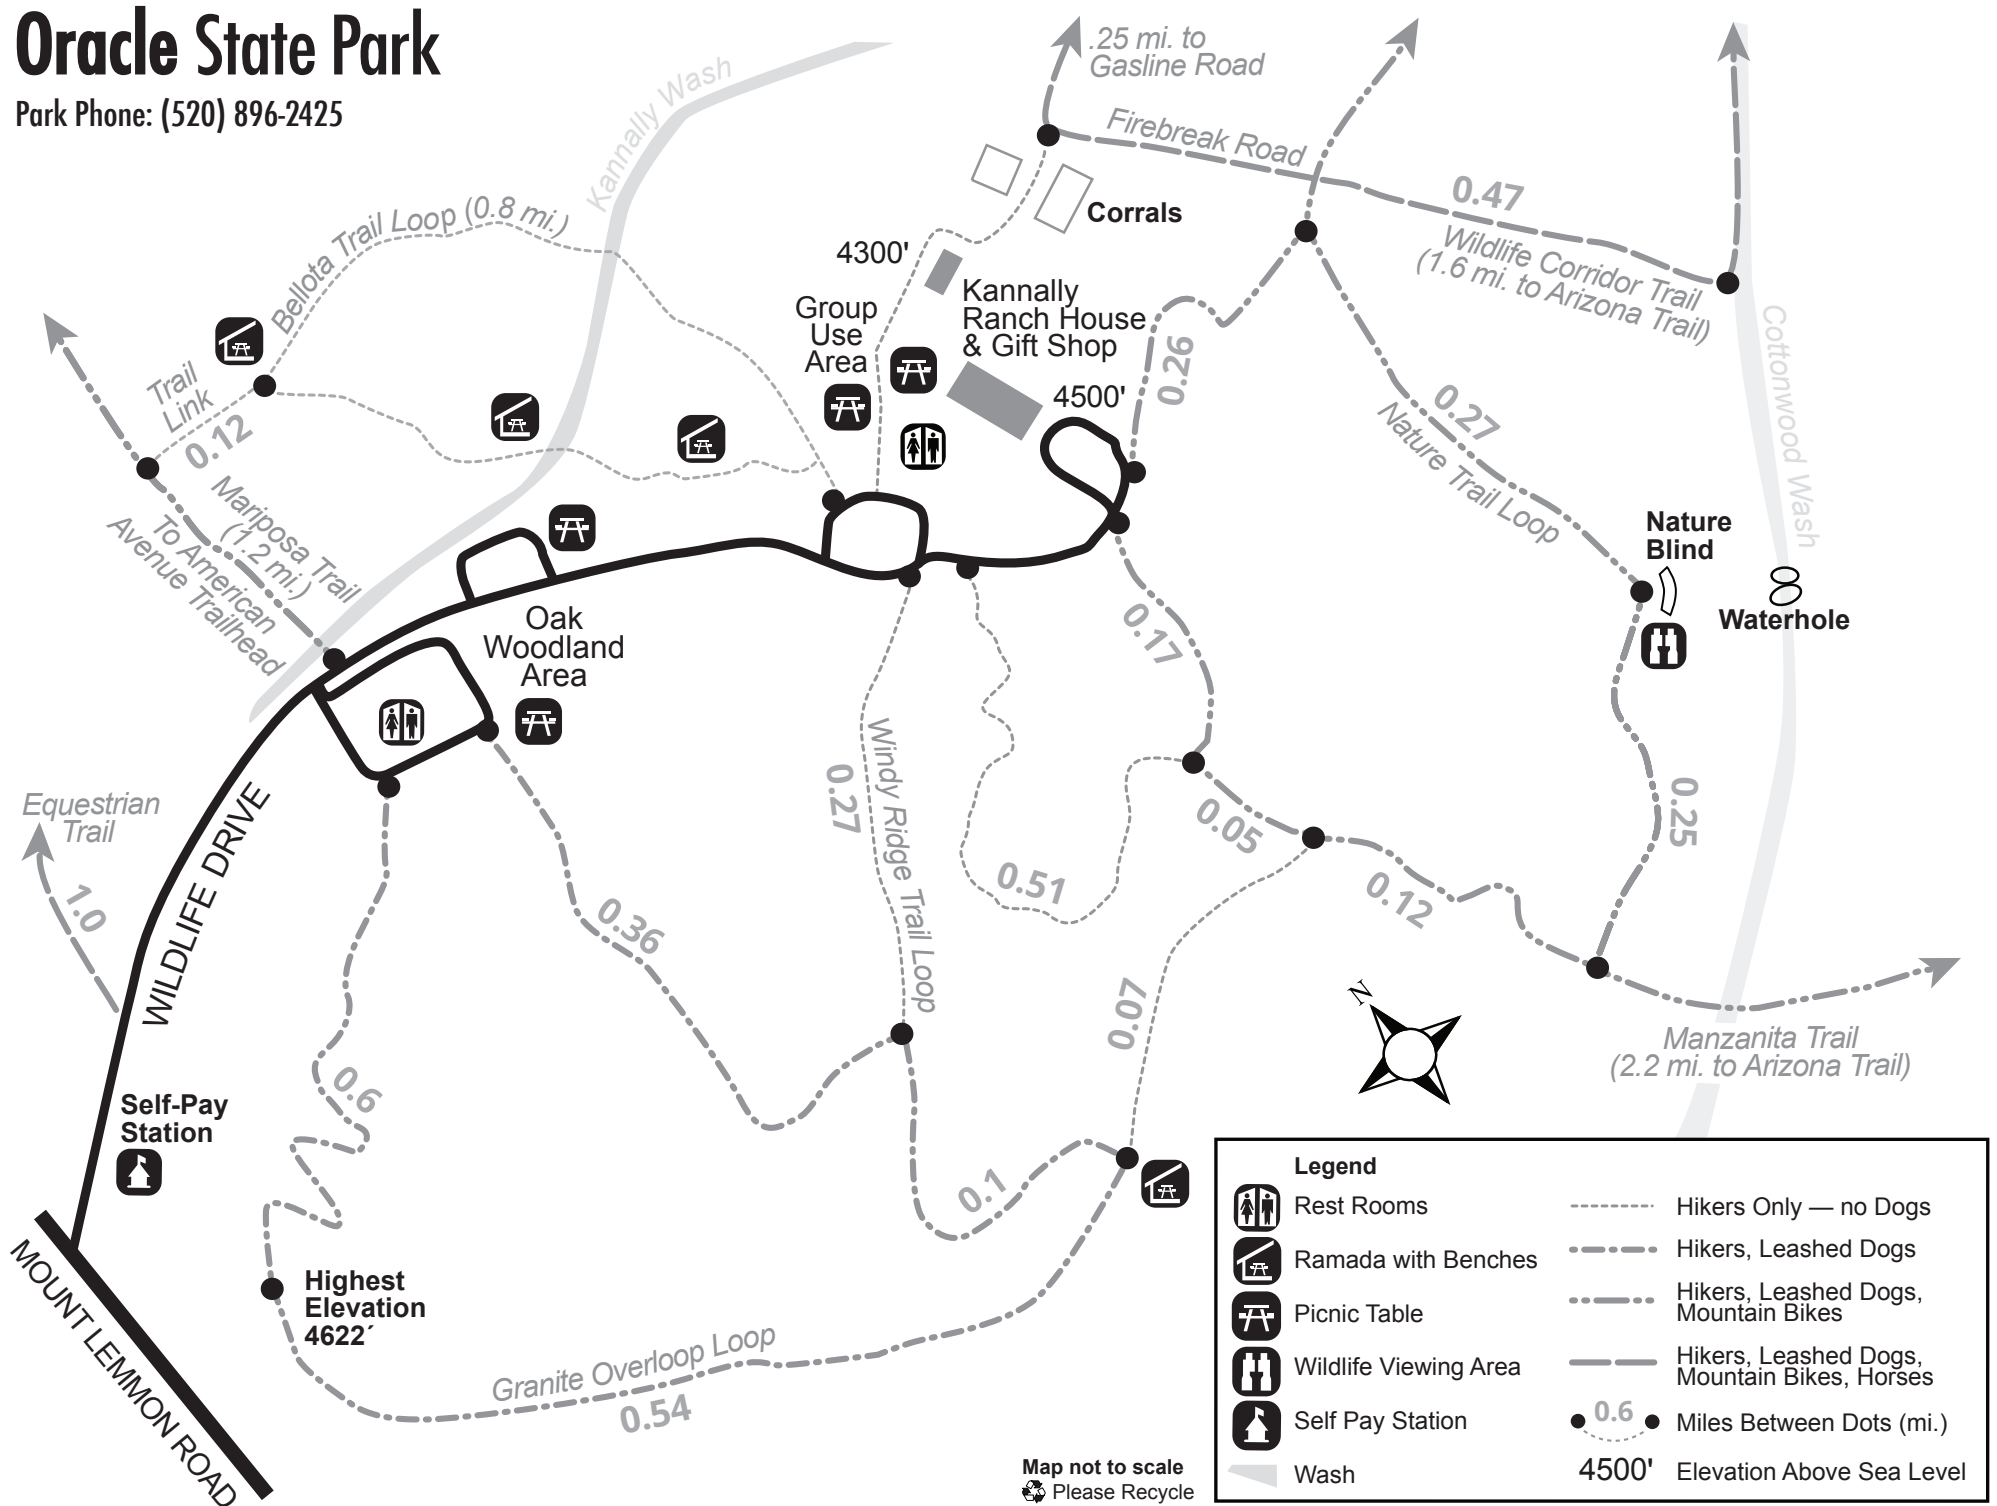 Oracle State Park
Park Phone: (520) 896-2425
Kannally Wash
.25 mi. to
Gasline Road
Firebreak Road
0.47
Wildlife Corridor Trail
(1.6 mi. to Arizona Trail)
Corrals
Bellota Trail Loop (0.8 mi.)
4300'
Kannally
Ranch House
& Gift Shop
Group
Use
Area
4500'
0.26
0.27
Nature Trail Loop
Cottonwood Wash
Trail
Link
0.12
Mariposa Trail
(1.2 mi.)
To American
Avenue Trailhead
Nature
Blind
Waterhole
Oak
Woodland
Area
0.17
0.27
Windy Ridge Trail Loop
0.05
0.25
0.51
0.12
Equestrian
Trail
1.0
WILDLIFE DRIVE
0.36
0.07
N
Manzanita Trail
(2.2 mi. to Arizona Trail)
0.6
Self-Pay
Station
0.1
Highest
Elevation
4622´
MOUNT LEMMON ROAD
Granite Overloop Loop
0.54
Legend
Rest Rooms
Ramada with Benches
Picnic Table
Wildlife Viewing Area
Self Pay Station
Wash
Hikers Only — no Dogs
Hikers, Leashed Dogs
Hikers, Leashed Dogs,
Mountain Bikes
Hikers, Leashed Dogs,
Mountain Bikes, Horses
0.6 Miles Between Dots (mi.)
4500' Elevation Above Sea Level
Map not to scale
Please Recycle